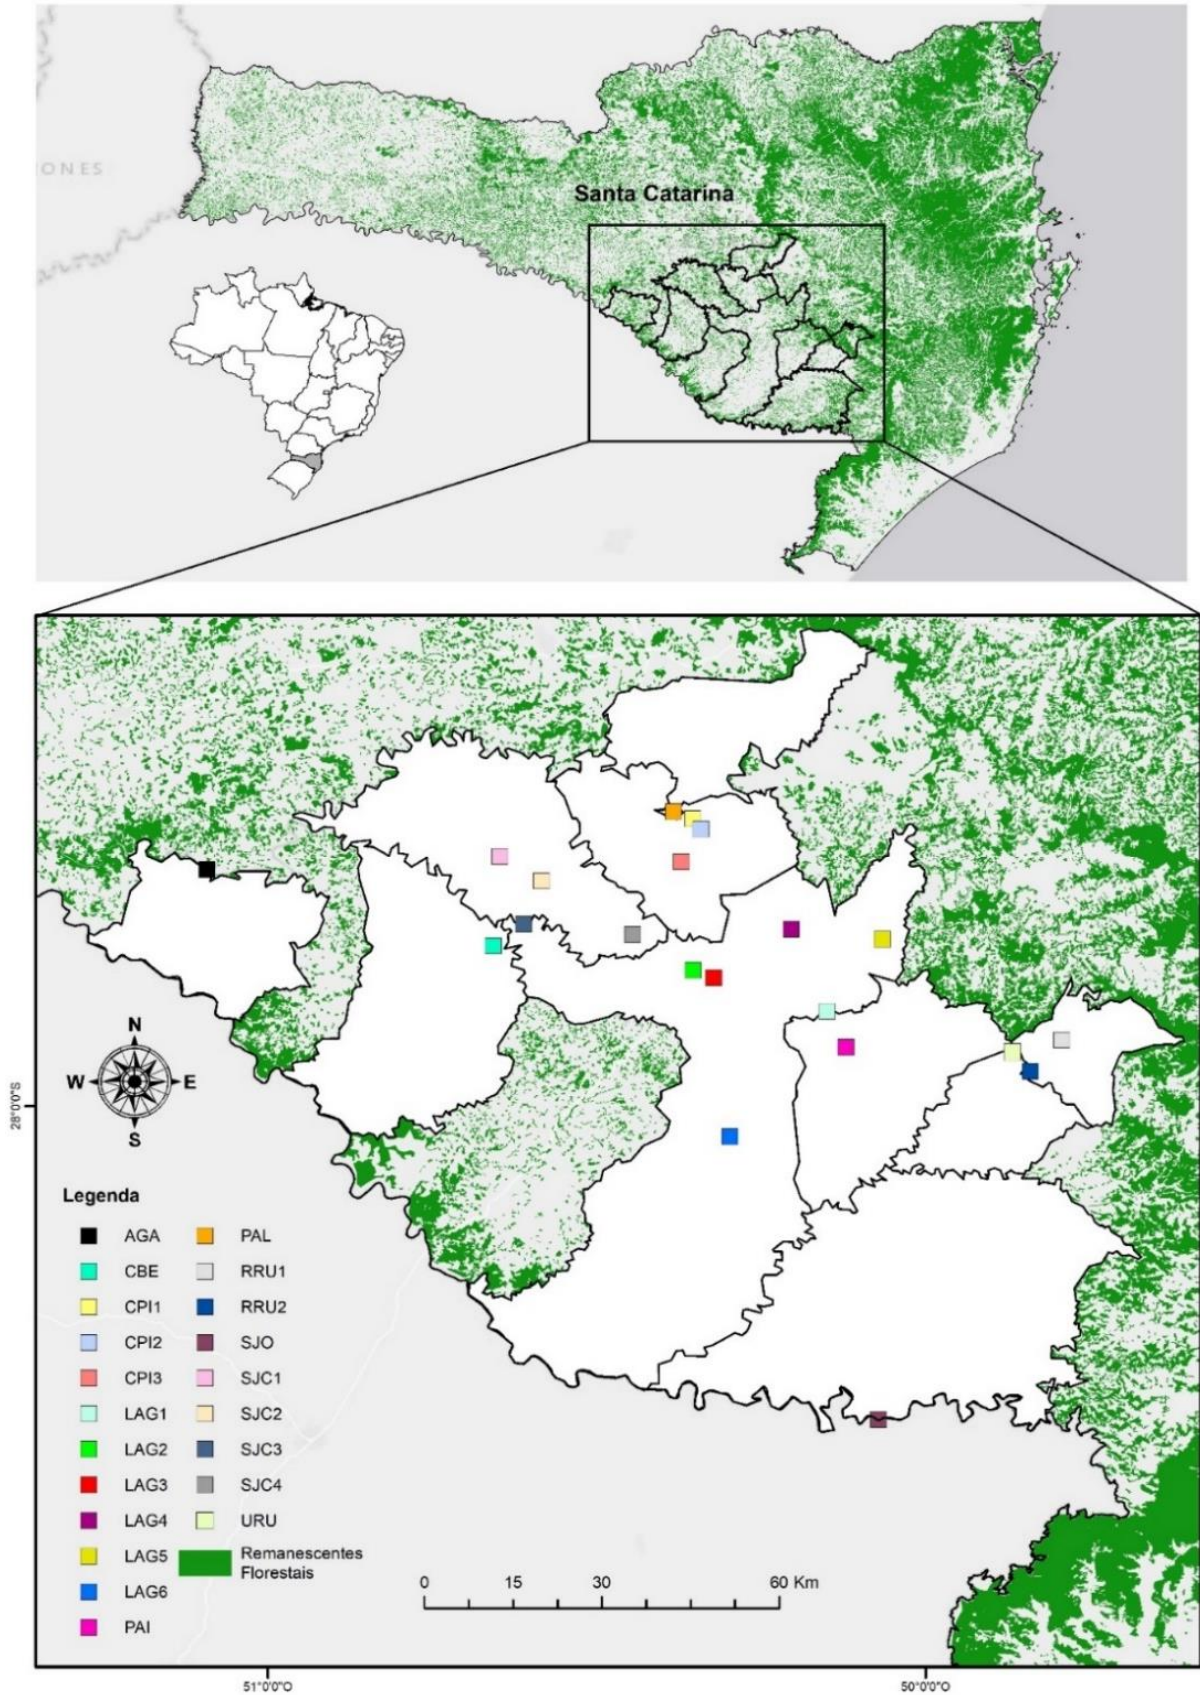 IONES
Santa Catarina
N
W E
S
28°0'0"S
Legenda
AGA PAL
CBE RRU1
CPI1 RRU2
CPI2 SJO
CPI3 SJC1
LAG1 SJC2
LAG2 SJC3
LAG3 SJC4
LAG4 URU
LAG5 Remanescentes
Florestais
LAG6
PAI
0 15 30 60 Km
51°0'0"O 50°0'0"O